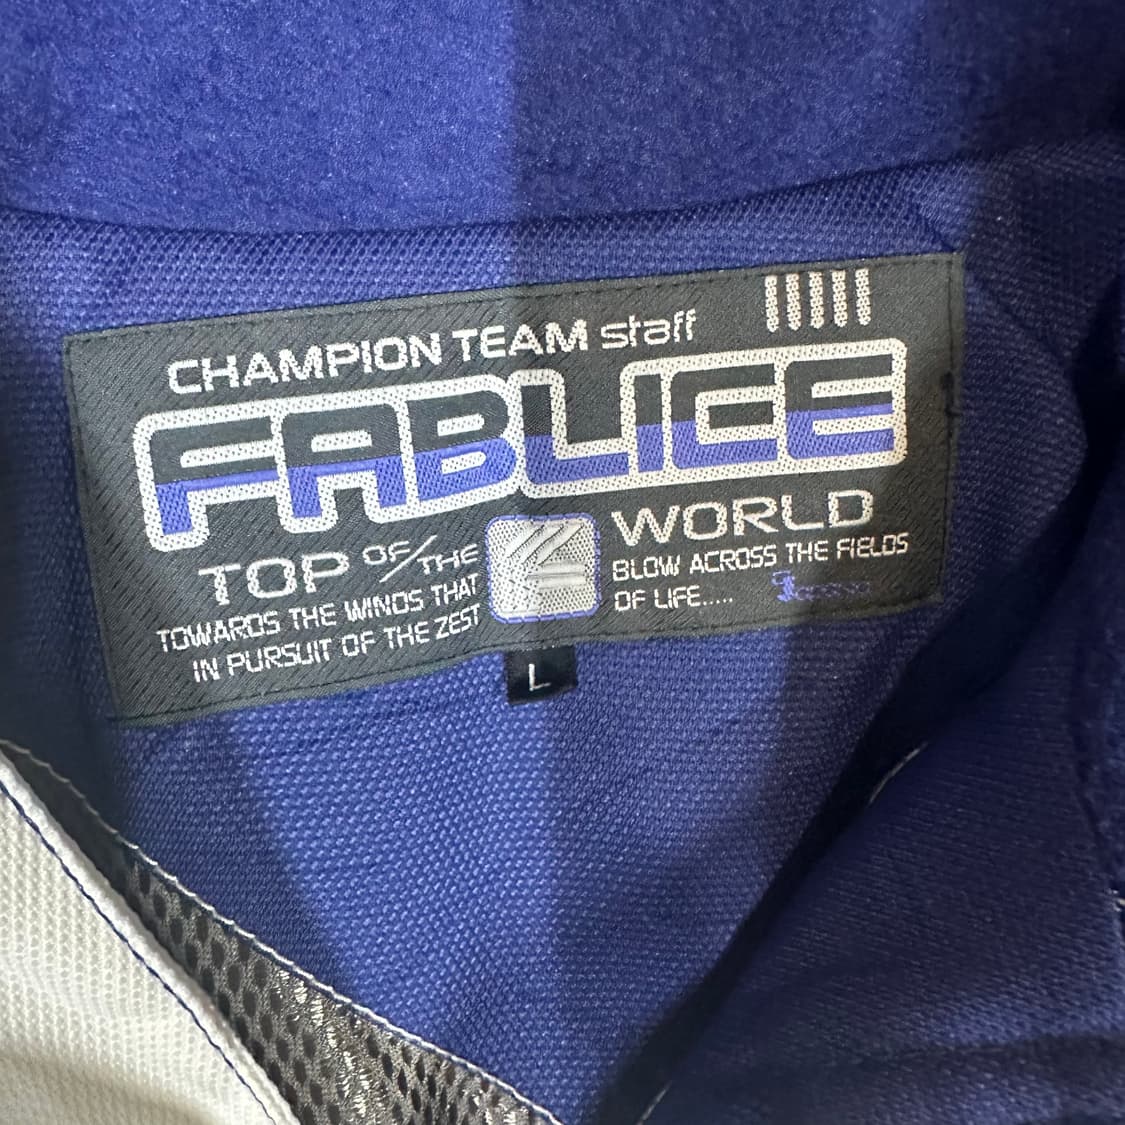 CHAMPION TEAM staff
FABLICE
TOP OF/THE WORLD
TOWARDS THE WINDS THAT
IN PURSUIT OF THE ZEST
BLOW ACROSS THE FIELDS
OF LIFE.....
L